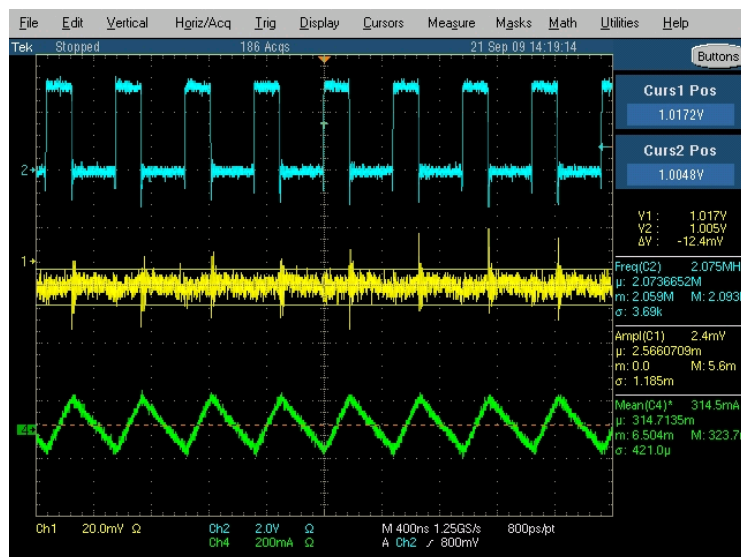 File Edit Vertical Horiz/Acq Trig Display Cursors Measure Masks Math Utilities Help
Tek Stopped 186 Acqs 21 Sep 09 14:19:14
Buttons
Curs1 Pos
1.0172V
Curs2 Pos
1.0048V
V1 : 1.017V
V2 : 1.005V
ΔV : -12.4mV
Freq(C2) 2.075MH
µ: 2.0736652M
m: 2.059M M: 2.093
σ: 3.69k
Ampl(C1) 2.4mV
µ: 2.5660709m
m: 0.0 M: 5.6m
σ: 1.185m
Mean(C4)* 314.5mA
µ: 314.7135m
m: 6.504m M: 323.7
σ: 421.0µ
2
1
4
Ch1 20.0mV Ω Ch2 2.0V Ω M 400ns 1.25GS/s 800ps/pt
Ch4 200mA Ω A Ch2 ⁄ 800mV